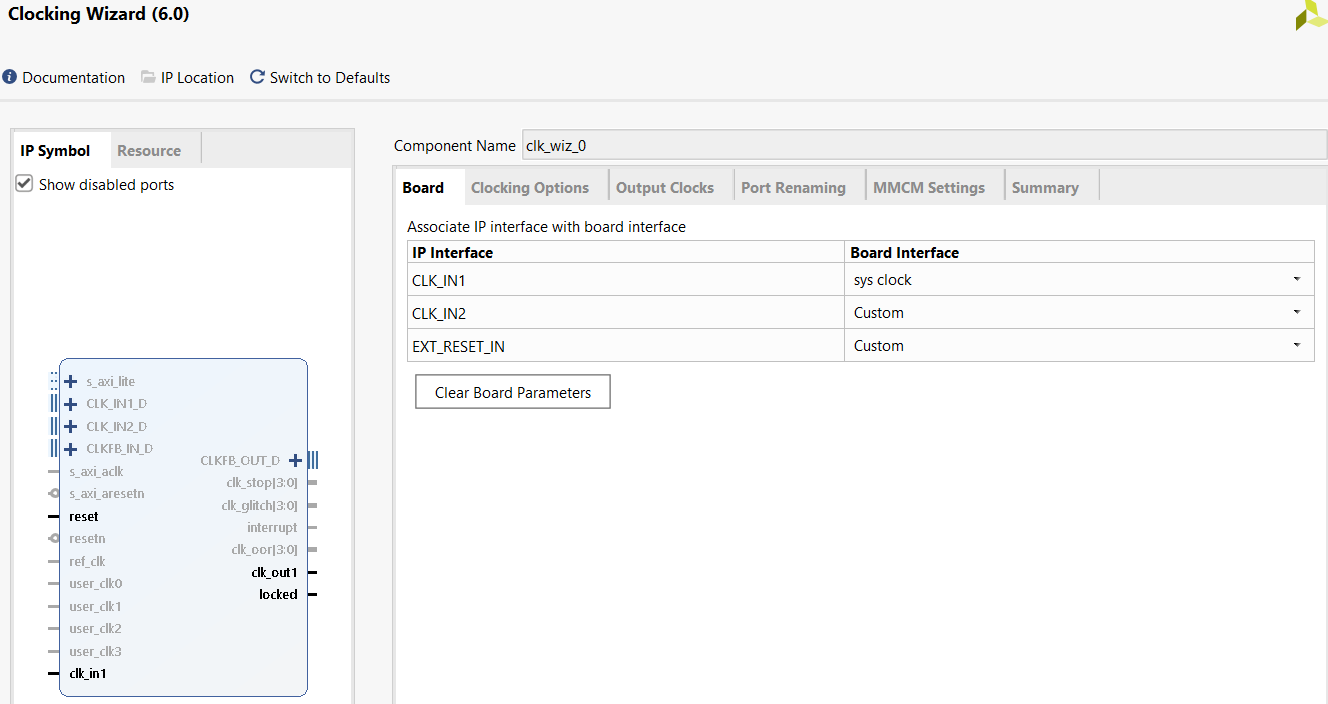 Clocking Wizard (6.0)
Documentation IP Location Switch to Defaults
IP Symbol Resource
Show disabled ports
s_axi_lite
CLK_IN1_D
CLK_IN2_D
CLKFB_IN_D
s_axi_aclk
s_axi_aresetn
reset
resetn
ref_clk
user_clk0
user_clk1
user_clk2
user_clk3
clk_in1
CLKFB_OUT_D
clk_stop[3:0]
clk_glitch[3:0]
interrupt
clk_oor[3:0]
clk_out1
locked
Component Name clk_wiz_0
Board Clocking Options Output Clocks Port Renaming MMCM Settings Summary
Associate IP interface with board interface
IP Interface Board Interface
CLK_IN1 sys clock
CLK_IN2 Custom
EXT_RESET_IN Custom
Clear Board Parameters